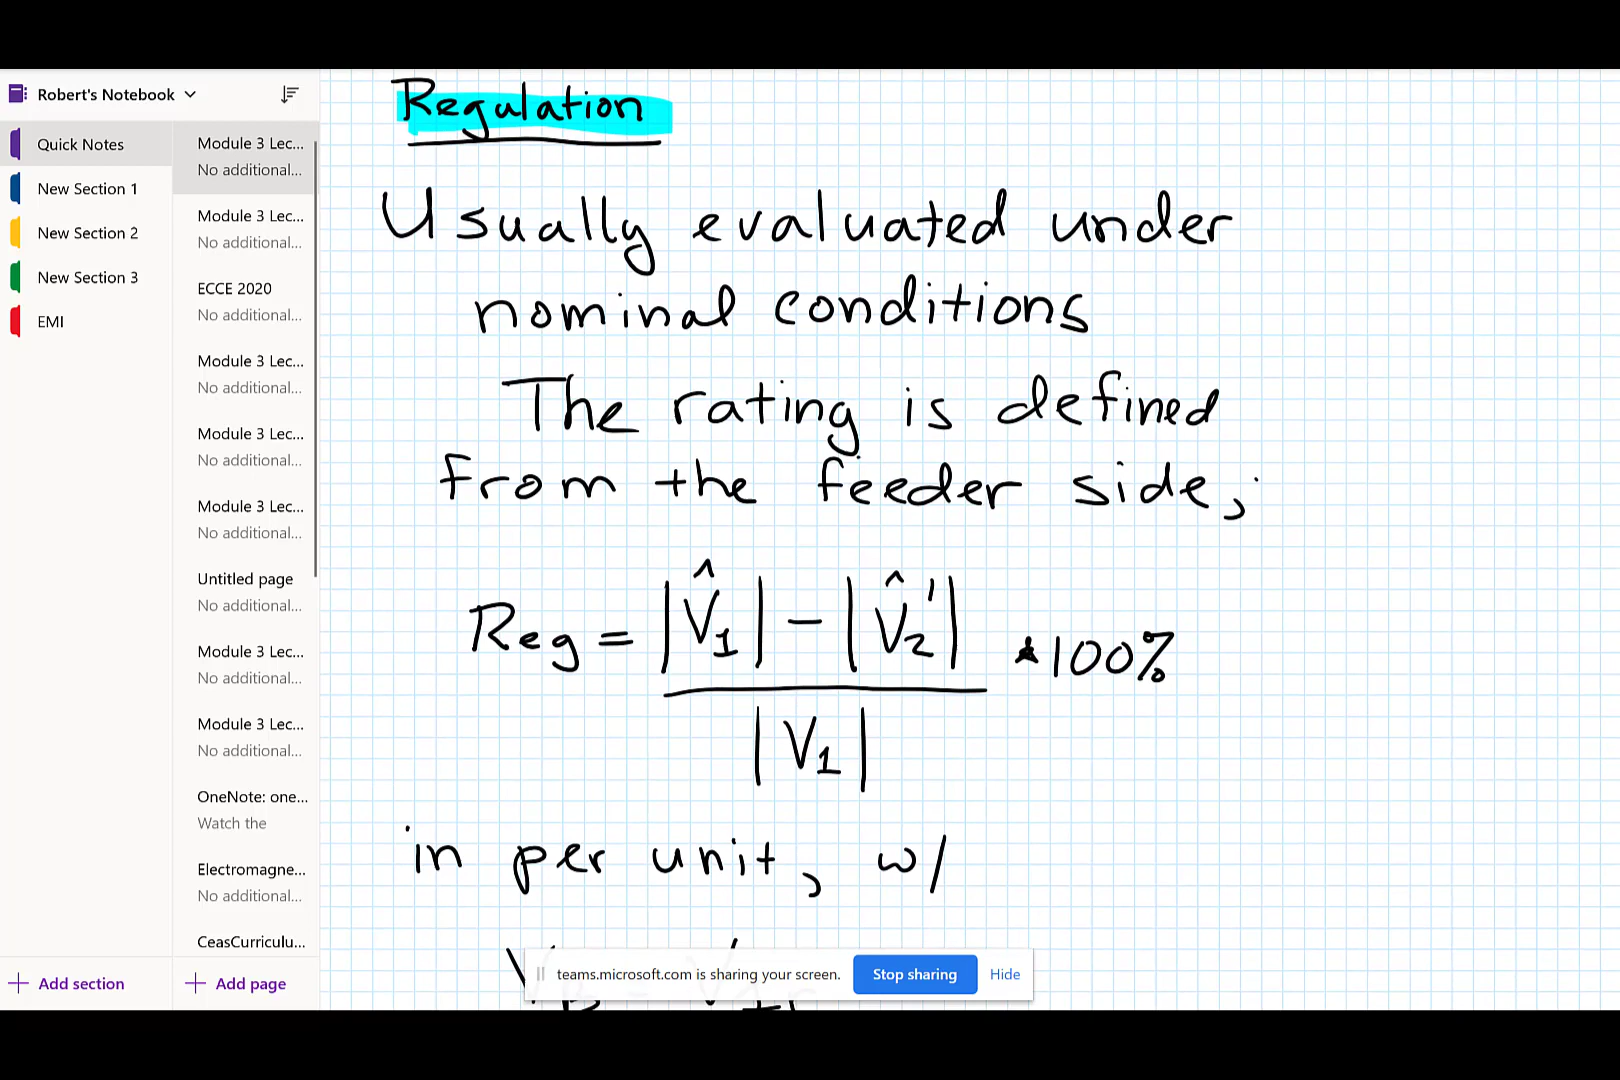 Robert's Notebook
Quick Notes
New Section 1
New Section 2
New Section 3
EMI
Add section
Module 3 Lec...
No additional...
Module 3 Lec...
No additional...
ECCE 2020
No additional...
Module 3 Lec...
No additional...
Module 3 Lec...
No additional...
Module 3 Lec...
No additional...
Untitled page
No additional...
Module 3 Lec...
No additional...
Module 3 Lec...
No additional...
OneNote: one...
Watch the
Electromagne...
No additional...
CeasCurriculu...
Add page
Regulation
Usually evaluated under
nominal conditions
The rating is defined
from the feeder side,
Reg = |V̂₁| - |V̂₂'| * 100%
|V₁|
in per unit, w/
teams.microsoft.com is sharing your screen.
Stop sharing
Hide